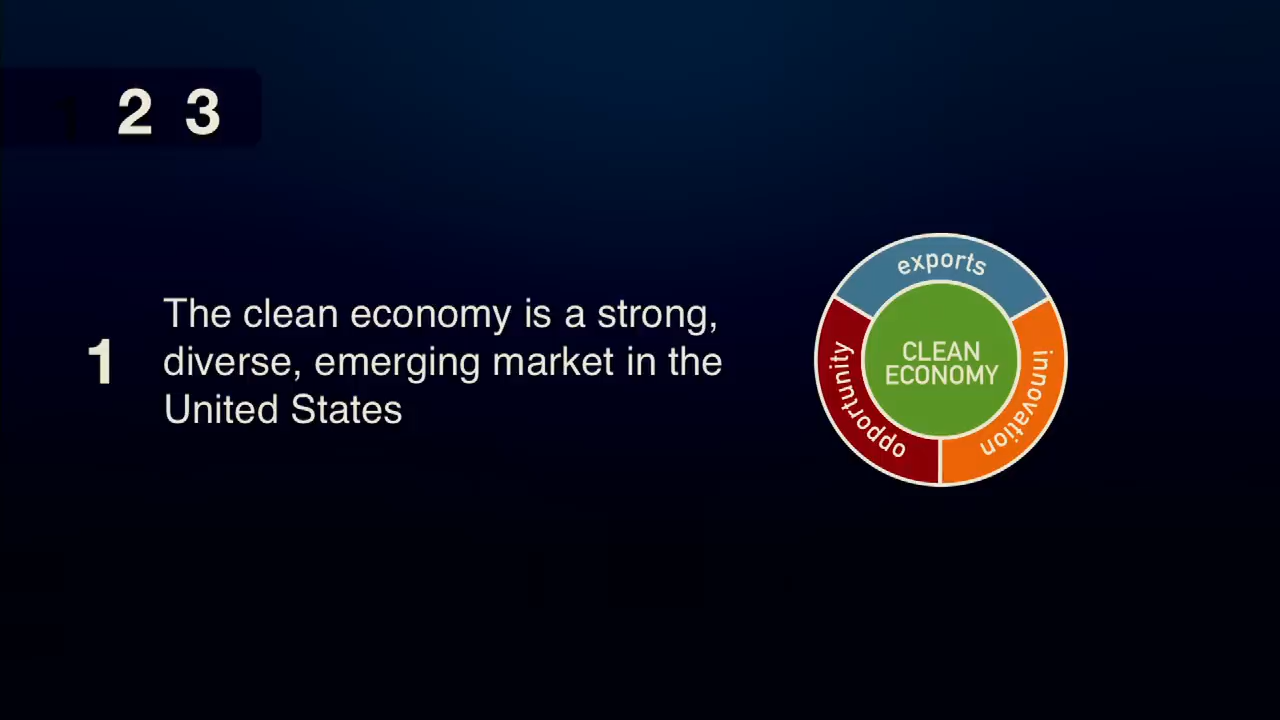 1 2 3
1
The clean economy is a strong,
diverse, emerging market in the
United States
exports
CLEAN
ECONOMY
opportunity
innovation